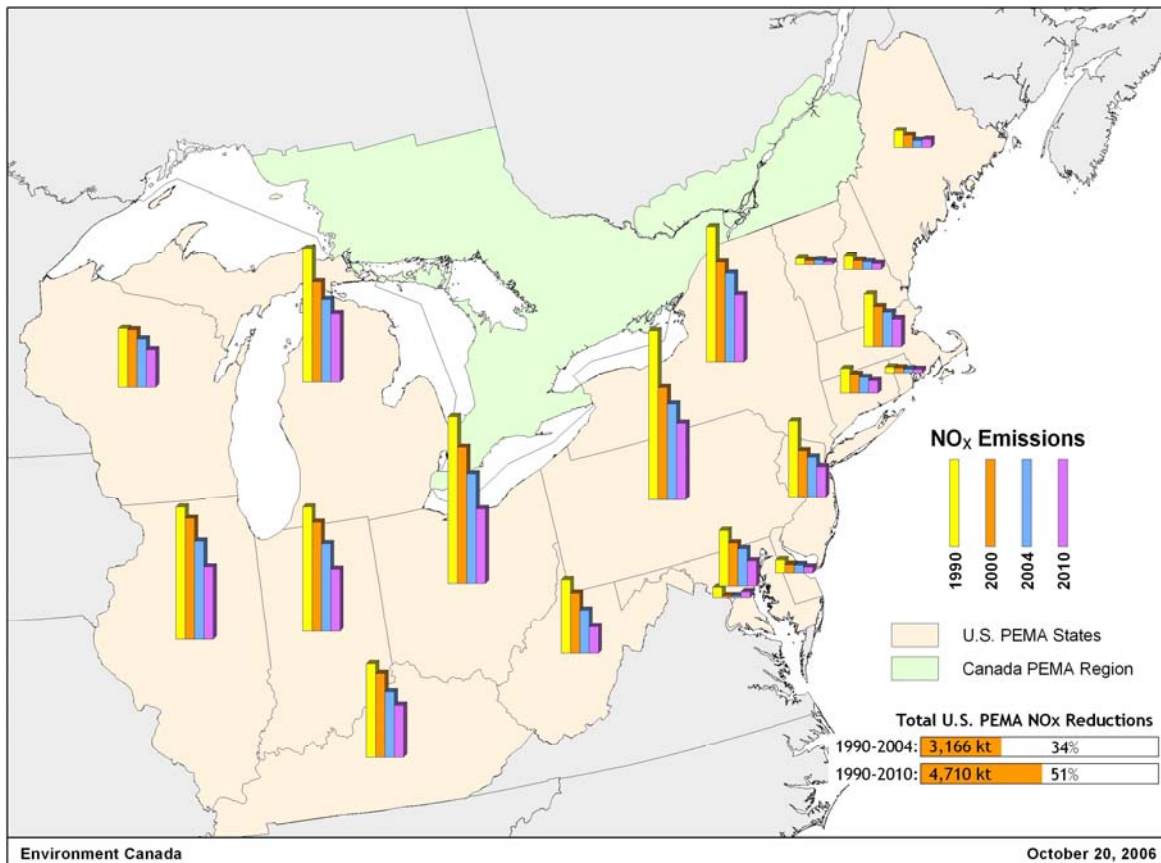 NOX Emissions
1990
2000
2004
2010
U.S. PEMA States
Canada PEMA Region
Total U.S. PEMA NOx Reductions
1990-2004: 3,166 kt 34%
1990-2010: 4,710 kt 51%
Environment Canada
October 20, 2006